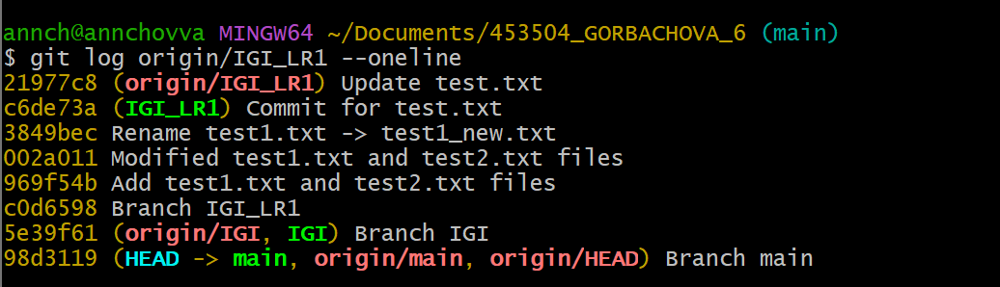 annch@annchovva MINGW64 ~/Documents/453504_GORBACHOVA_6 (main)
$ git log origin/IGI_LR1 --oneline
21977c8 (origin/IGI_LR1) Update test.txt
c6de73a (IGI_LR1) Commit for test.txt
3849bec Rename test1.txt -> test1_new.txt
002a011 Modified test1.txt and test2.txt files
969f54b Add test1.txt and test2.txt files
c0d6598 Branch IGI_LR1
5e39f61 (origin/IGI, IGI) Branch IGI
98d3119 (HEAD -> main, origin/main, origin/HEAD) Branch main